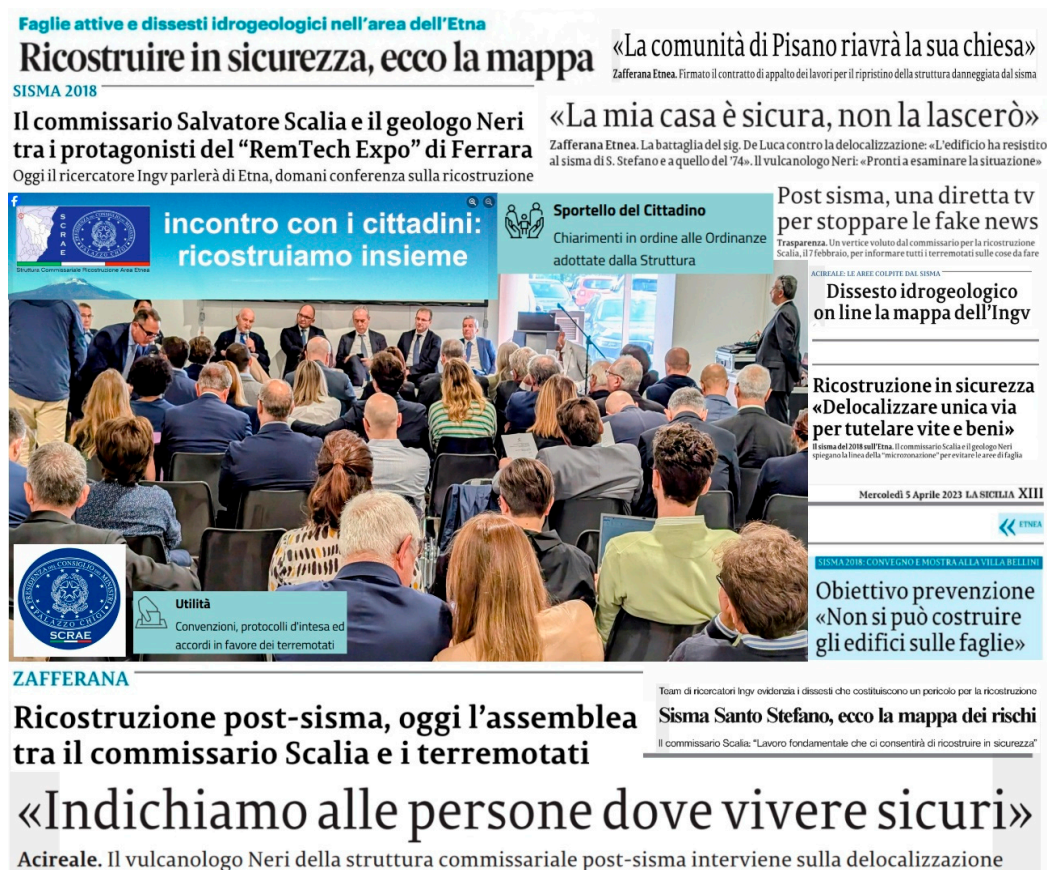 Faglie attive e dissesti idrogeologici nell'area dell'Etna
Ricostruire in sicurezza, ecco la mappa
SISMA 2018
Il commissario Salvatore Scalia e il geologo Neri
tra i protagonisti del “RemTech Expo” di Ferrara
Oggi il ricercatore Ingv parlerà di Etna, domani conferenza sulla ricostruzione
«La comunità di Pisano riavrà la sua chiesa»
Zafferana Etnea. Firmato il contratto di appalto dei lavori per il ripristino della struttura danneggiata dal sisma
«La mia casa è sicura, non la lascerò»
Zafferana Etnea. La battaglia del sig. De Luca contro la delocalizzazione: «L'edificio ha resistito
al sisma di S. Stefano e a quello del '74». Il vulcanologo Neri: «Pronti a esaminare la situazione»
f
SCRAE
Struttura Commissariale Ricostruzione Area Etnea
incontro con i cittadini:
ricostruiamo insieme
Sportello del Cittadino
Chiarimenti in ordine alle Ordinanze
adottate dalla Struttura
Post sisma, una diretta tv
per stoppare le fake news
Trasparenza. Un vertice voluto dal commissario per la ricostruzione
Scalia, il 7 febbraio, per informare tutti i terremotati sulle cose da fare
ACIREALE: LE AREE COLPITE DAL SISMA
Dissesto idrogeologico
on line la mappa dell'Ingv
Ricostruzione in sicurezza
«Delocalizzare unica via
per tutelare vite e beni»
Il sisma del 2018 sull'Etna. Il commissario Scalia e il geologo Neri
spiegano la linea della “microzonazione” per evitare le aree di faglia
Mercoledì 5 Aprile 2023 LA SICILIA XIII
ETNEA
SISMA 2018: CONVEGNO E MOSTRA ALLA VILLA BELLINI
Obiettivo prevenzione
«Non si può costruire
gli edifici sulle faglie»
PRESIDENZA DEL CONSIGLIO DEI MINISTRI
PALAZZO CHIGI
SCRAE
Utilità
Convenzioni, protocolli d'intesa ed
accordi in favore dei terremotati
ZAFFERANA
Ricostruzione post-sisma, oggi l'assemblea
tra il commissario Scalia e i terremotati
Team di ricercatori Ingv evidenzia i dissesti che costituiscono un pericolo per la ricostruzione
Sisma Santo Stefano, ecco la mappa dei rischi
Il commissario Scalia: “Lavoro fondamentale che ci consentirà di ricostruire in sicurezza”
«Indichiamo alle persone dove vivere sicuri»
Acireale. Il vulcanologo Neri della struttura commissariale post-sisma interviene sulla delocalizzazione